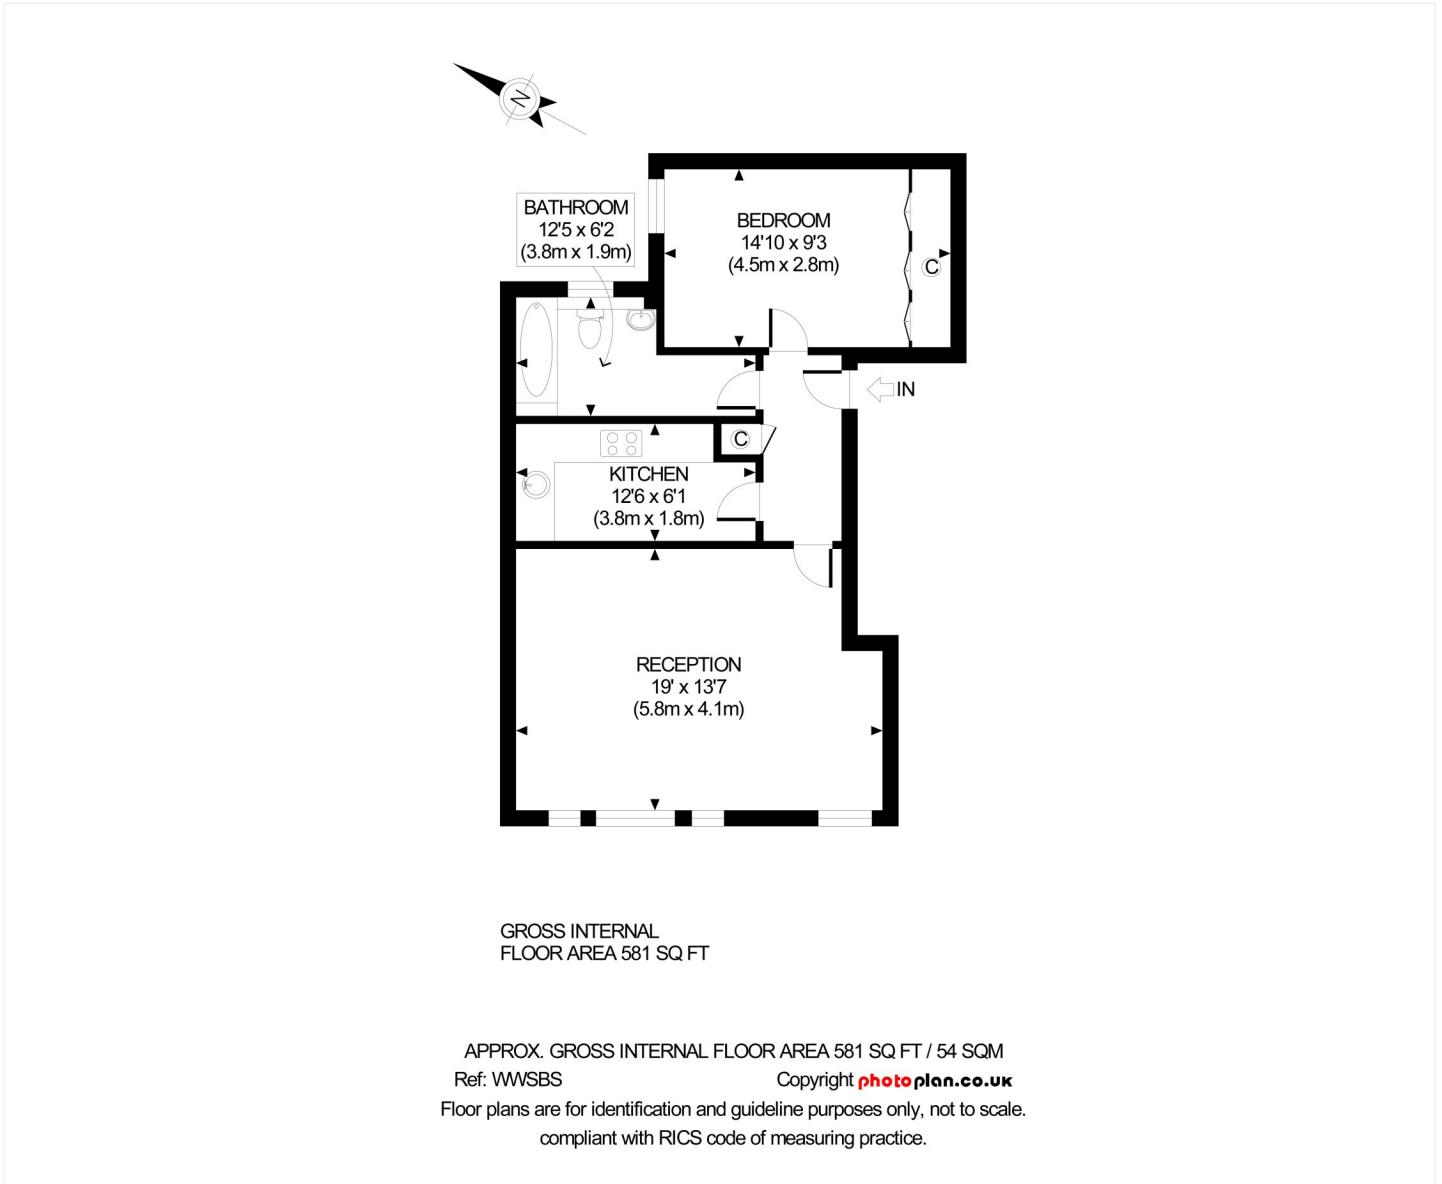 N
BATHROOM
12'5 x 6'2
(3.8m x 1.9m)
BEDROOM
14'10 x 9'3
(4.5m x 2.8m)
C
IN
C
KITCHEN
12'6 x 6'1
(3.8m x 1.8m)
RECEPTION
19' x 13'7
(5.8m x 4.1m)
GROSS INTERNAL
FLOOR AREA 581 SQ FT
APPROX. GROSS INTERNAL FLOOR AREA 581 SQ FT / 54 SQM
Ref: WWSBS Copyright photoplan.co.uk
Floor plans are for identification and guideline purposes only, not to scale.
compliant with RICS code of measuring practice.